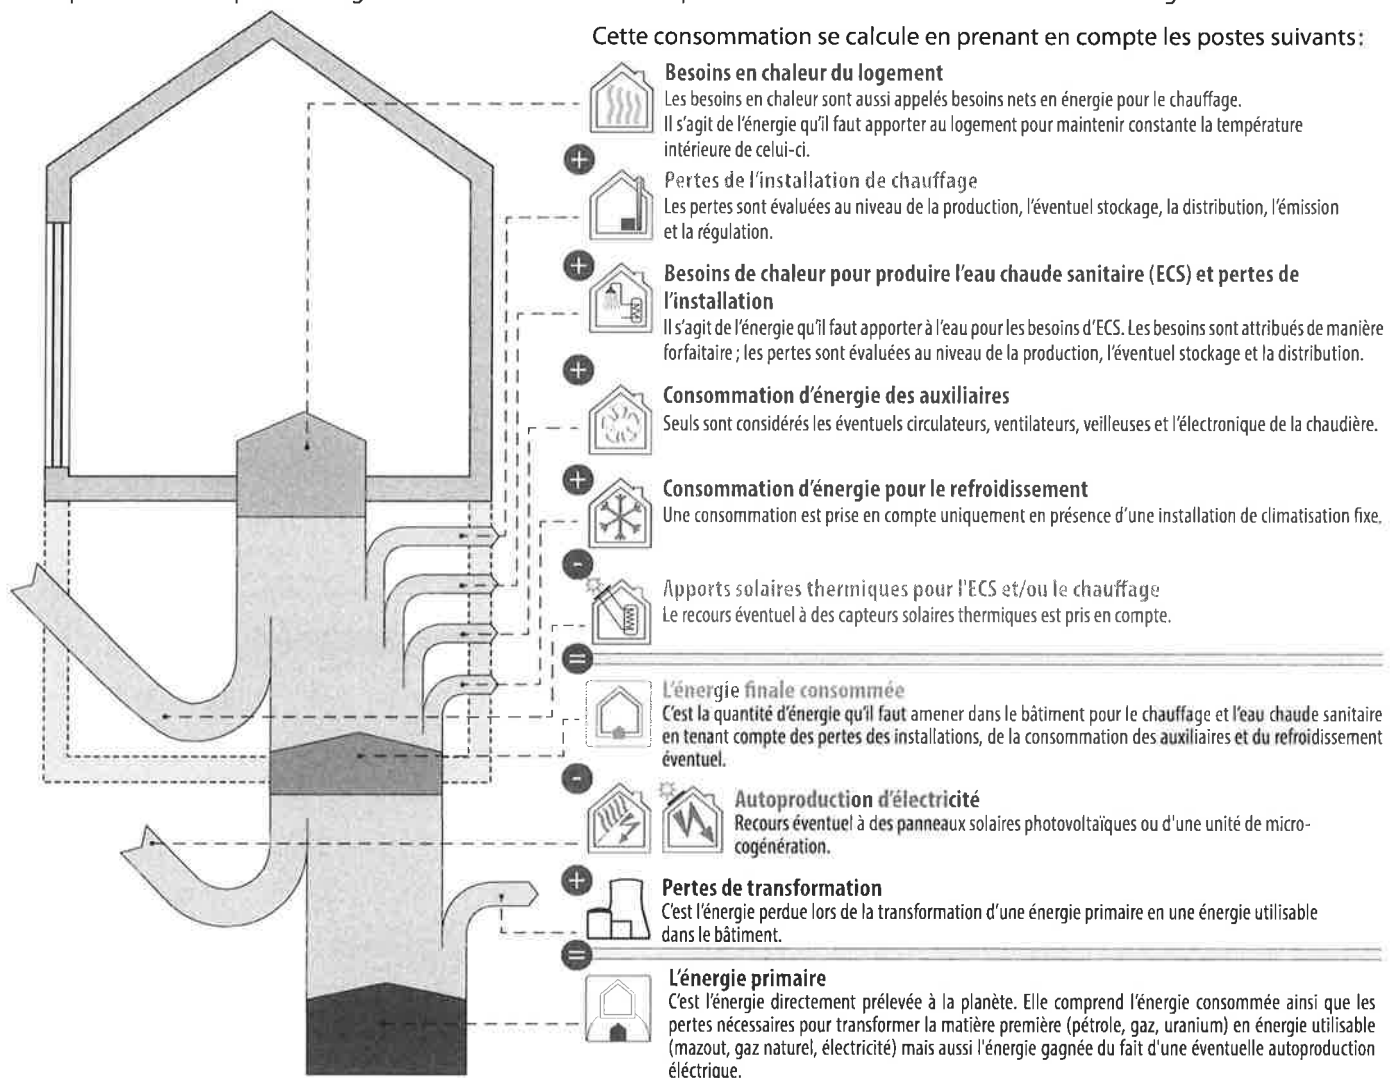 Cette consommation se calcule en prenant en compte les postes suivants:
Besoins en chaleur du logement
Les besoins en chaleur sont aussi appelés besoins nets en énergie pour le chauffage.
Il s'agit de l'énergie qu'il faut apporter au logement pour maintenir constante la température
intérieure de celui-ci.
+
Pertes de l'installation de chauffage
Les pertes sont évaluées au niveau de la production, l'éventuel stockage, la distribution, l'émission
et la régulation.
+
Besoins de chaleur pour produire l'eau chaude sanitaire (ECS) et pertes de
l'installation
Il s'agit de l'énergie qu'il faut apporter à l'eau pour les besoins d'ECS. Les besoins sont attribués de manière
forfaitaire ; les pertes sont évaluées au niveau de la production, l'éventuel stockage et la distribution.
+
Consommation d'énergie des auxiliaires
Seuls sont considérés les éventuels circulateurs, ventilateurs, veilleuses et l'électronique de la chaudière.
+
Consommation d'énergie pour le refroidissement
Une consommation est prise en compte uniquement en présence d'une installation de climatisation fixe.
-
Apports solaires thermiques pour l'ECS et/ou le chauffage
Le recours éventuel à des capteurs solaires thermiques est pris en compte.
=
L'énergie finale consommée
C'est la quantité d'énergie qu'il faut amener dans le bâtiment pour le chauffage et l'eau chaude sanitaire
en tenant compte des pertes des installations, de la consommation des auxiliaires et du refroidissement
éventuel.
-
Autoproduction d'électricité
Recours éventuel à des panneaux solaires photovoltaïques ou d'une unité de micro-
cogénération.
+
Pertes de transformation
C'est l'énergie perdue lors de la transformation d'une énergie primaire en une énergie utilisable
dans le bâtiment.
=
L'énergie primaire
C'est l'énergie directement prélevée à la planète. Elle comprend l'énergie consommée ainsi que les
pertes nécessaires pour transformer la matière première (pétrole, gaz, uranium) en énergie utilisable
(mazout, gaz naturel, électricité) mais aussi l'énergie gagnée du fait d'une éventuelle autoproduction
éléctrique.